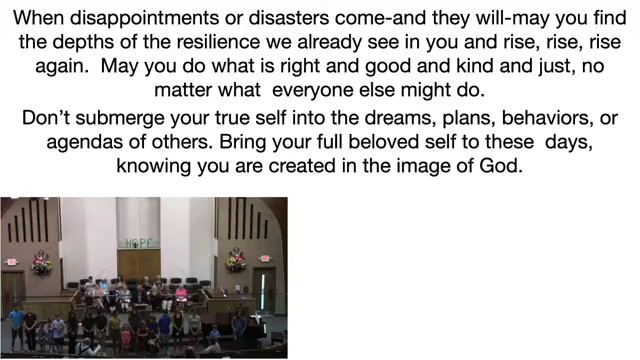 When disappointments or disasters come-and they will-may you find
the depths of the resilience we already see in you and rise, rise, rise
again. May you do what is right and good and kind and just, no
matter what everyone else might do.
Don't submerge your true self into the dreams, plans, behaviors, or
agendas of others. Bring your full beloved self to these days,
knowing you are created in the image of God.
HOPE